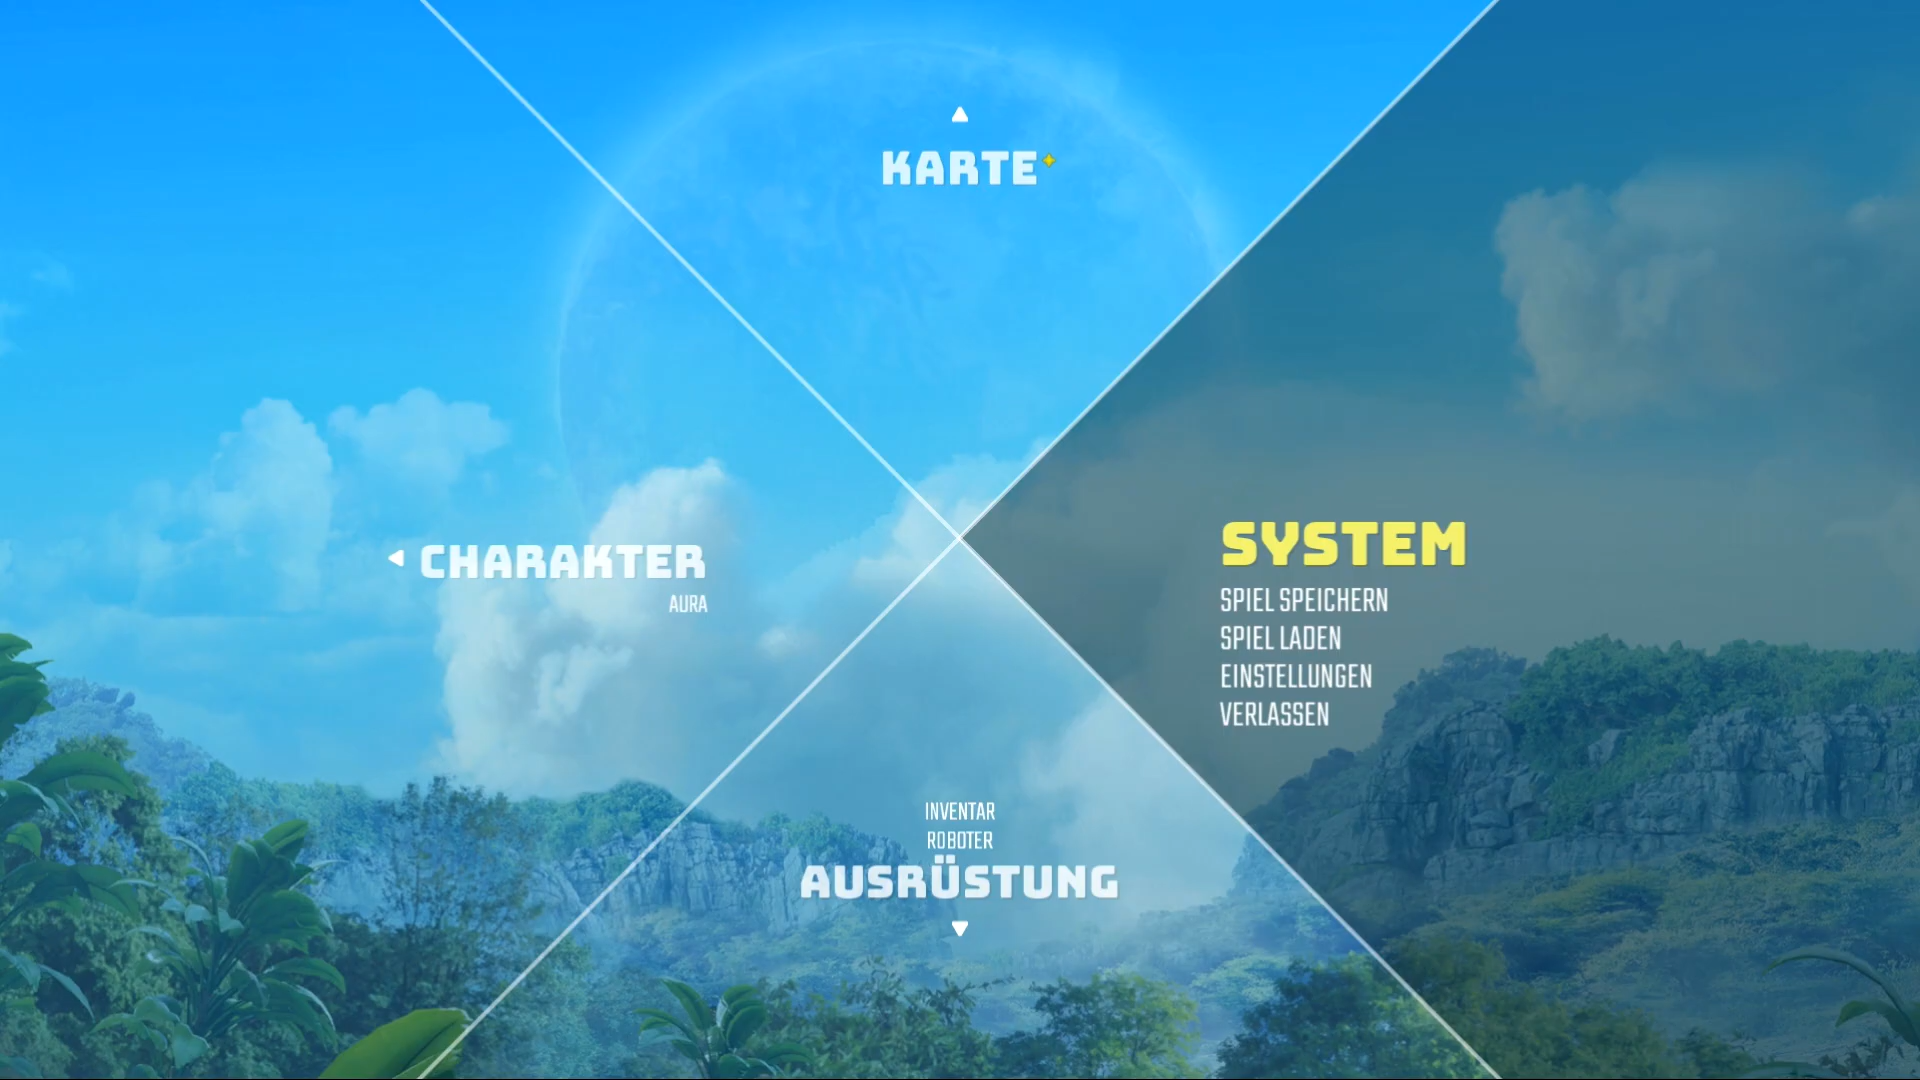 KARTE
CHARAKTER
AURA
SYSTEM
SPIEL SPEICHERN
SPIEL LADEN
EINSTELLUNGEN
VERLASSEN
INVENTAR
ROBOTER
AUSRÜSTUNG